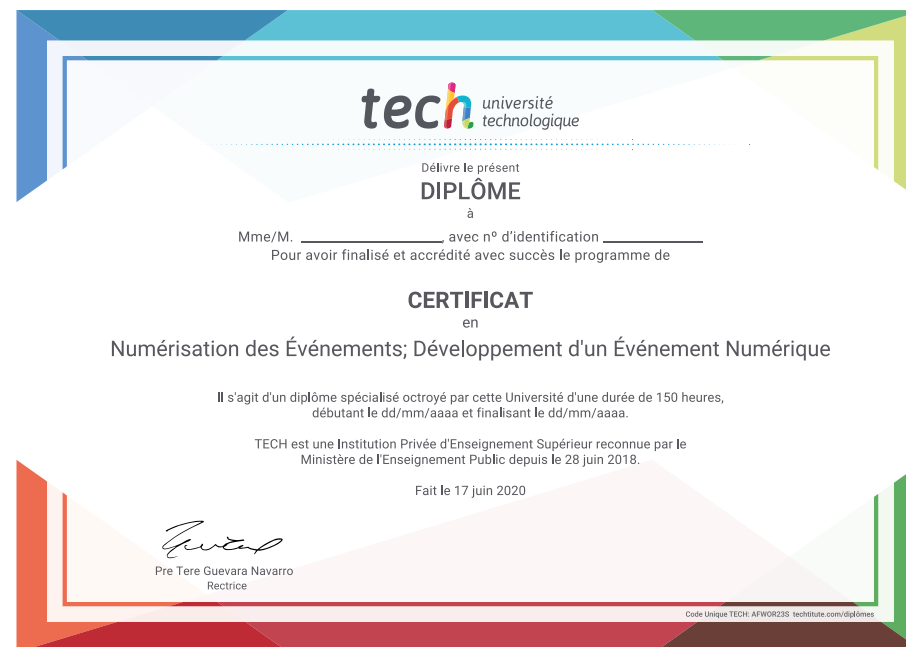 tech université
technologique
Délivre le présent
DIPLÔME
à
Mme/M. ____________________, avec nº d'identification ______________
Pour avoir finalisé et accrédité avec succès le programme de
CERTIFICAT
en
Numérisation des Événements; Développement d'un Événement Numérique
Il s'agit d'un diplôme spécialisé octroyé par cette Université d'une durée de 150 heures,
débutant le dd/mm/aaaa et finalisant le dd/mm/aaaa.
TECH est une Institution Privée d'Enseignement Supérieur reconnue par le
Ministère de l'Enseignement Public depuis le 28 juin 2018.
Fait le 17 juin 2020
Pre Tere Guevara Navarro
Rectrice
Code Unique TECH: AFWOR23S techtitute.com/diplômes